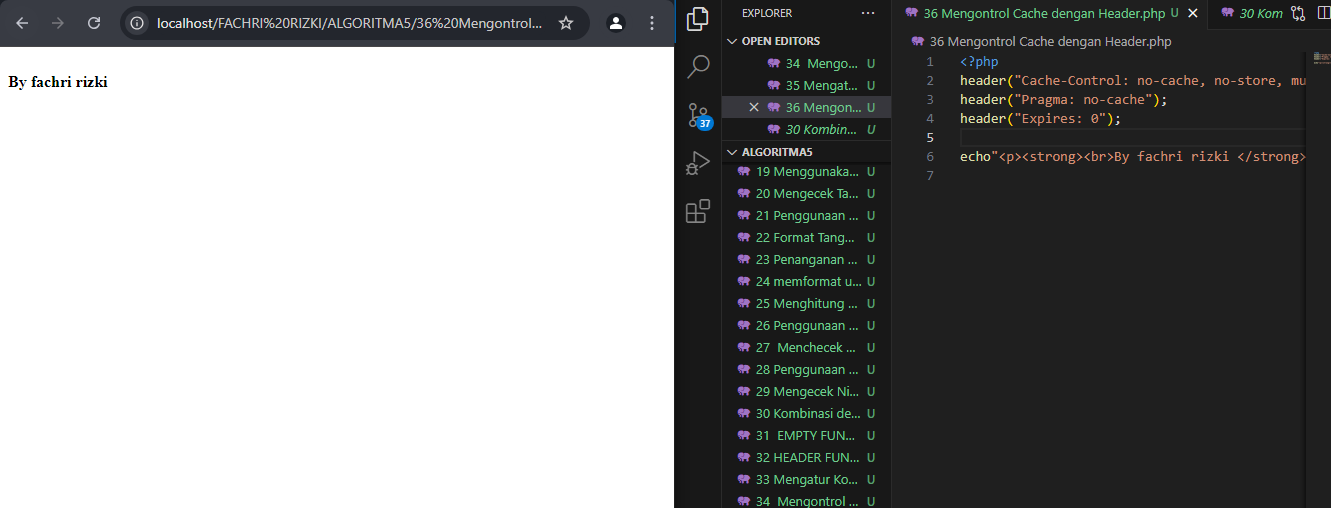 localhost/FACHRI%20RIZKI/ALGORITMA5/36%20Mengontrol...
By fachri rizki
EXPLORER
OPEN EDITORS
34 Mengo... U
35 Mengat... U
36 Mengon... U
30 Kombin... U
ALGORITMA5
19 Menggunaka... U
20 Mengecek Ta... U
21 Penggunaan ... U
22 Format Tang... U
23 Penanganan ... U
24 memformat u... U
25 Menghitung ... U
26 Penggunaan ... U
27 Menchecek ... U
28 Penggunaan ... U
29 Mengecek Ni... U
30 Kombinasi de... U
31 EMPTY FUN... U
32 HEADER FUN... U
33 Mengatur Ko... U
34 Mengontrol ... U
37
36 Mengontrol Cache dengan Header.php U
30 Kom
36 Mengontrol Cache dengan Header.php
1 <?php
2 header("Cache-Control: no-cache, no-store, mu
3 header("Pragma: no-cache");
4 header("Expires: 0");
5
6 echo"<p><strong><br>By fachri rizki </strong>
7